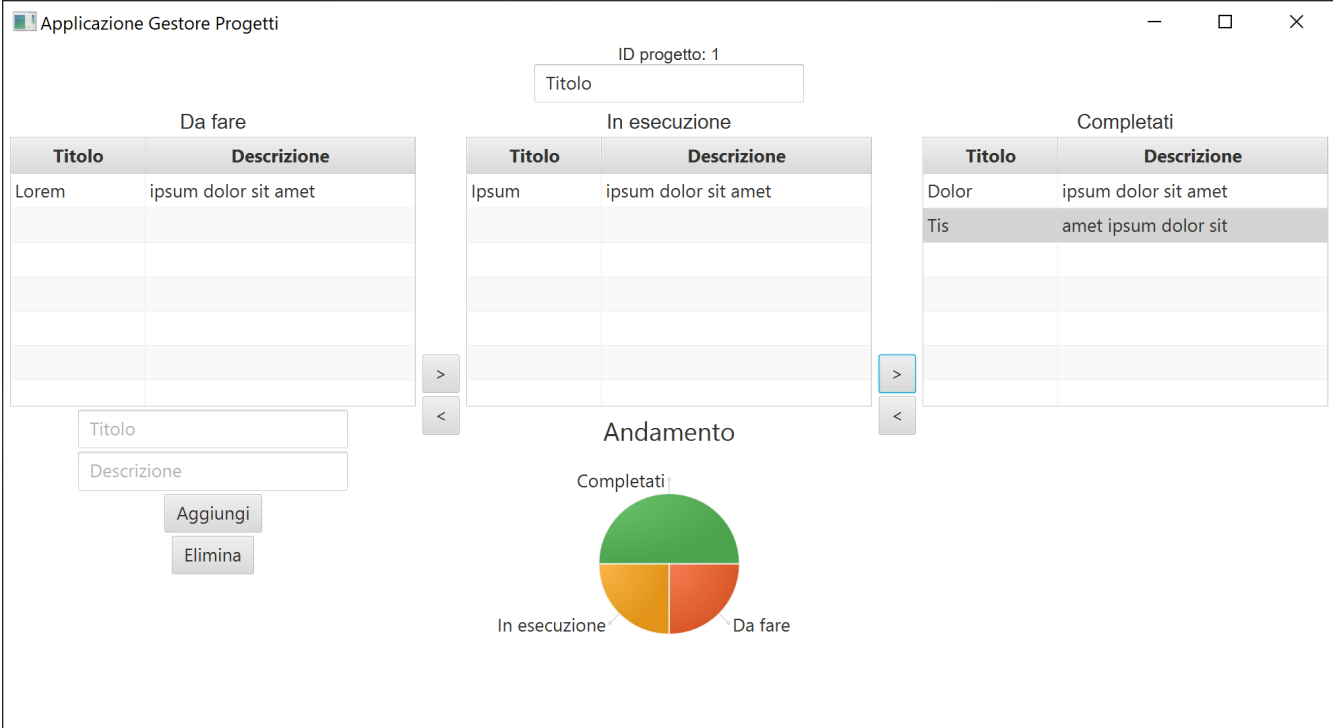 Applicazione Gestore Progetti
ID progetto: 1
Titolo
Da fare
Titolo Descrizione
Lorem ipsum dolor sit amet
In esecuzione
Titolo Descrizione
Ipsum ipsum dolor sit amet
Completati
Titolo Descrizione
Dolor ipsum dolor sit amet
Tis amet ipsum dolor sit
>
<
>
<
Titolo
Descrizione
Aggiungi
Elimina
Andamento
Completati
In esecuzione
Da fare